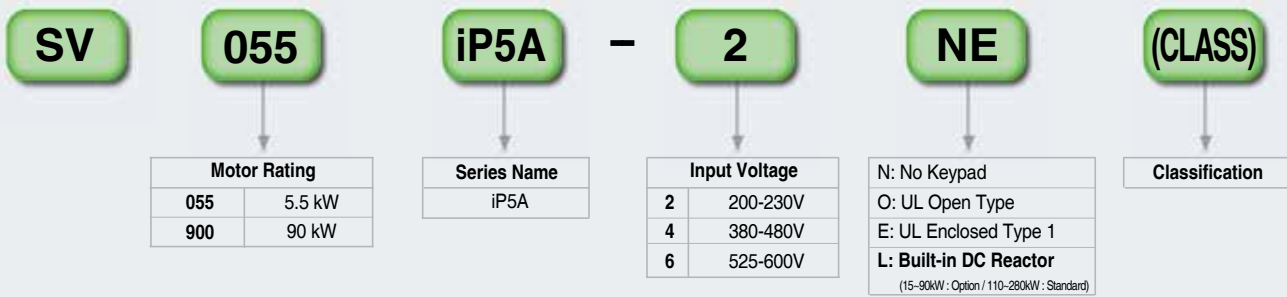 SV 055 iP5A – 2 NE (CLASS)
Motor Rating
055 5.5 kW
900 90 kW
Series Name
iP5A
Input Voltage
2 200-230V
4 380-480V
6 525-600V
N: No Keypad
O: UL Open Type
E: UL Enclosed Type 1
L: Built-in DC Reactor
(15~90kW : Option / 110~280kW : Standard)
Classification